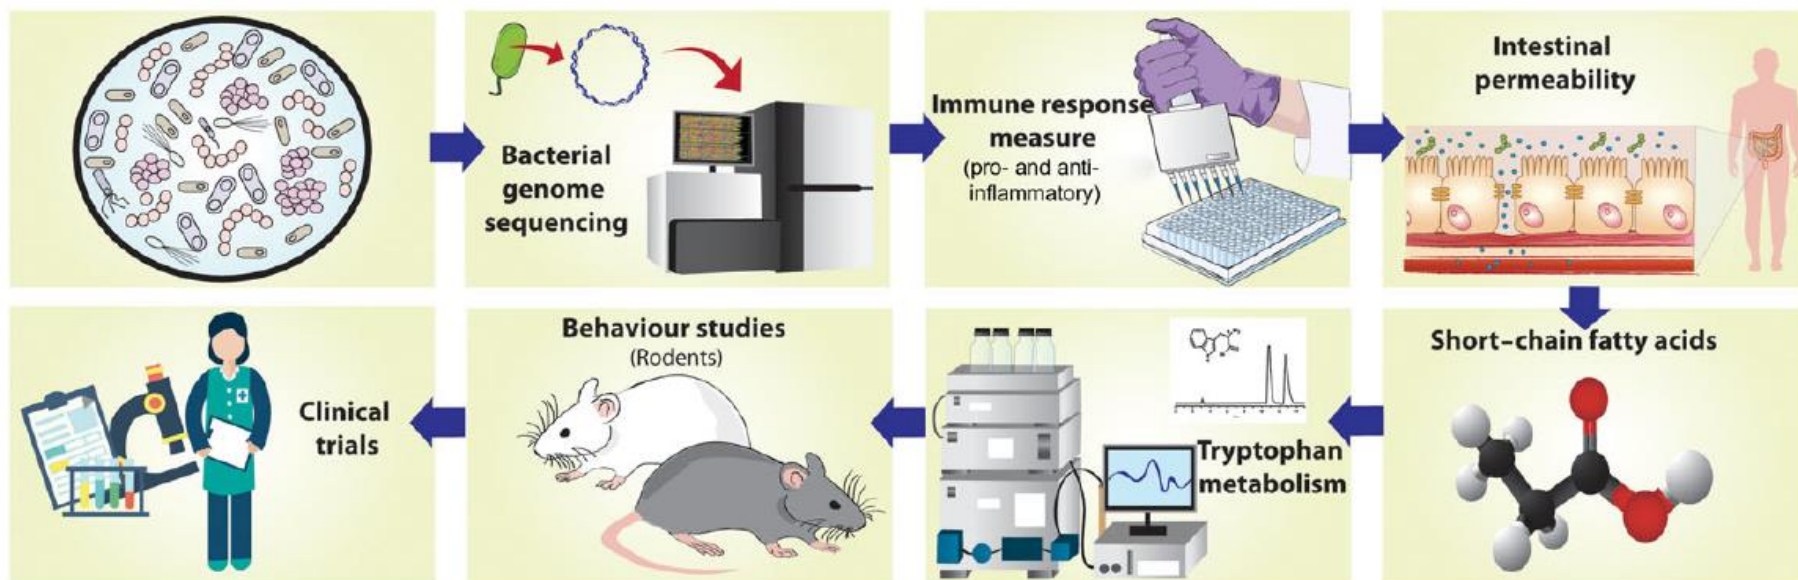 Bacterial
genome
sequencing
Immune response
measure
(pro- and anti-
inflammatory)
Intestinal
permeability
Short-chain fatty acids
Tryptophan
metabolism
Behaviour studies
(Rodents)
Clinical
trials